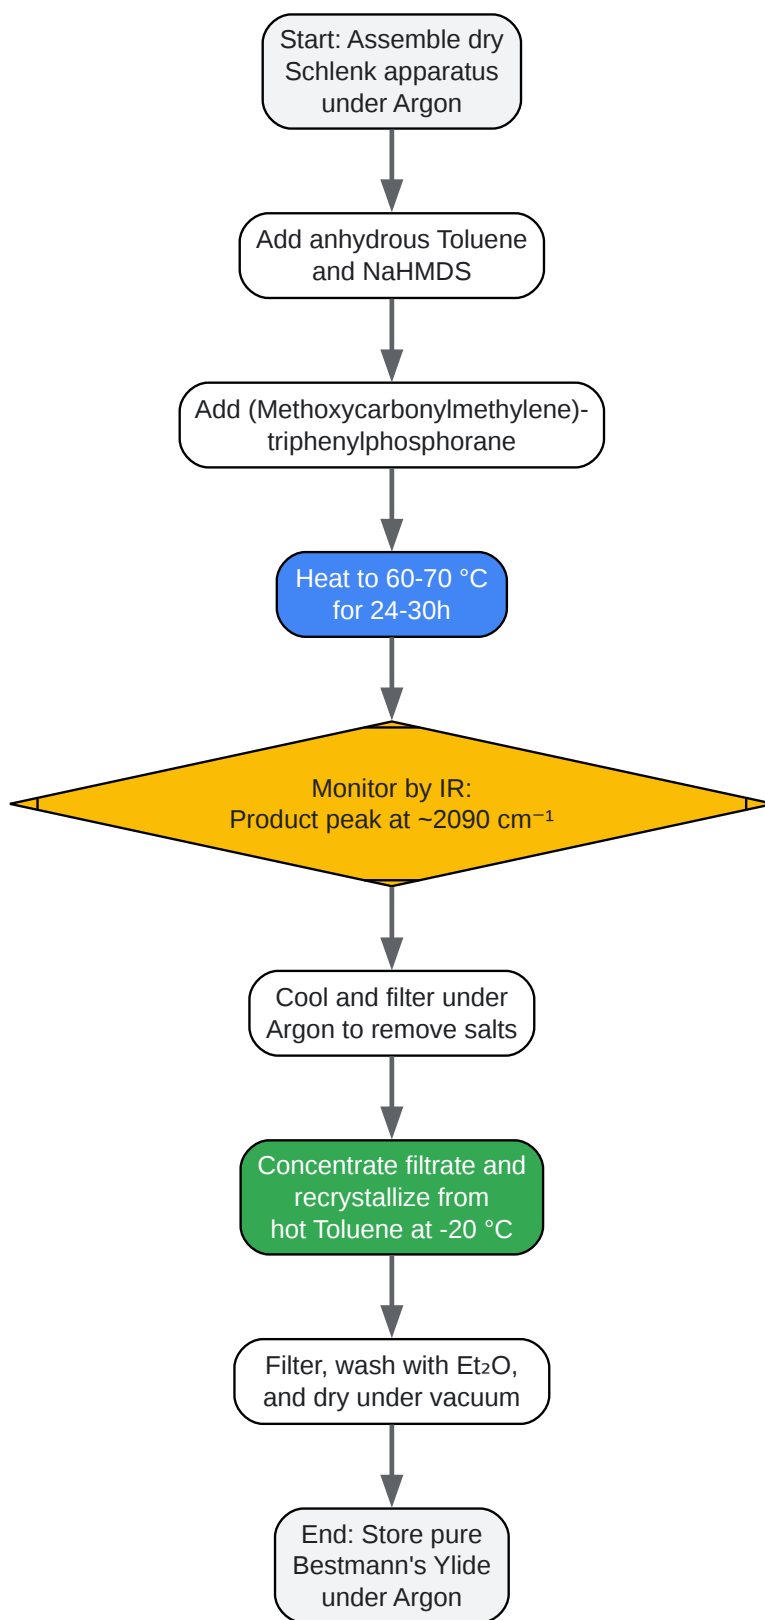 Start: Assemble dry
Schlenk apparatus
under Argon
Add anhydrous Toluene
and NaHMDS
Add (Methoxycarbonylmethylene)-
triphenylphosphorane
Heat to 60-70 °C
for 24-30h
Monitor by IR:
Product peak at ~2090 cm⁻¹
Cool and filter under
Argon to remove salts
Concentrate filtrate and
recrystallize from
hot Toluene at -20 °C
Filter, wash with Et₂O,
and dry under vacuum
End: Store pure
Bestmann's Ylide
under Argon